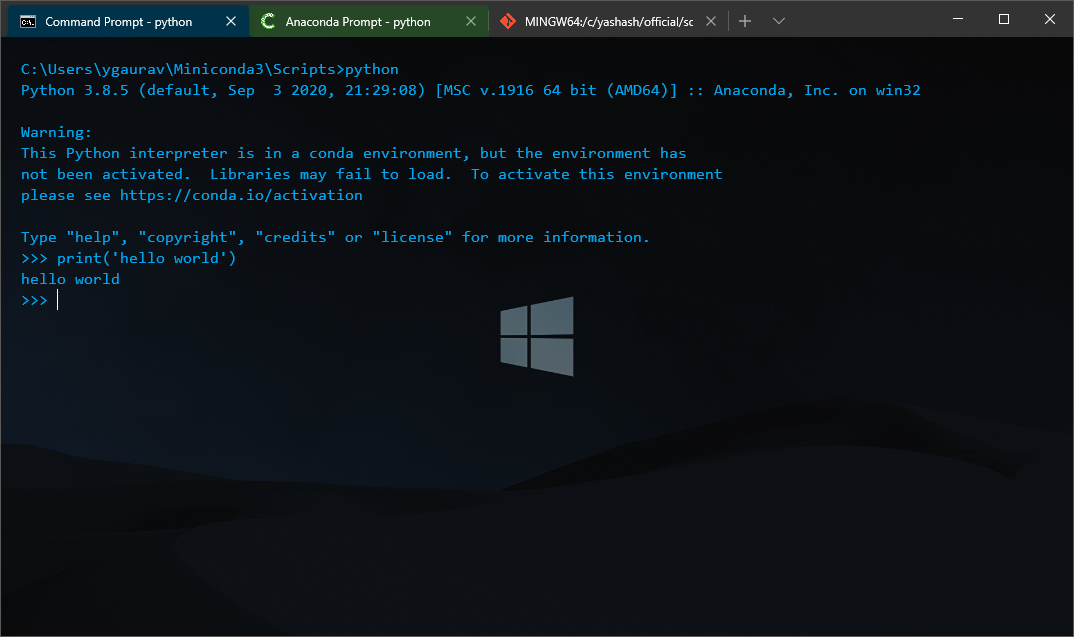 Command Prompt - python
Anaconda Prompt - python
MINGW64:/c/yashash/official/sc
C:\Users\ygaurav\Miniconda3\Scripts>python
Python 3.8.5 (default, Sep  3 2020, 21:29:08) [MSC v.1916 64 bit (AMD64)] :: Anaconda, Inc. on win32
Warning:
This Python interpreter is in a conda environment, but the environment has
not been activated.  Libraries may fail to load.  To activate this environment
please see https://conda.io/activation
Type "help", "copyright", "credits" or "license" for more information.
>>> print('hello world')
hello world
>>>